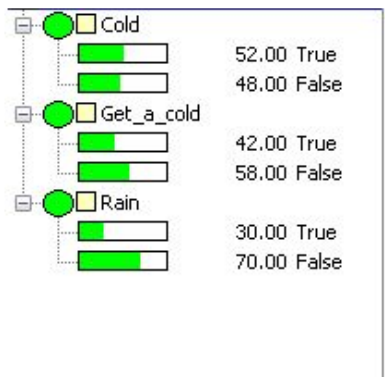 Cold
52.00 True
48.00 False
Get_a_cold
42.00 True
58.00 False
Rain
30.00 True
70.00 False